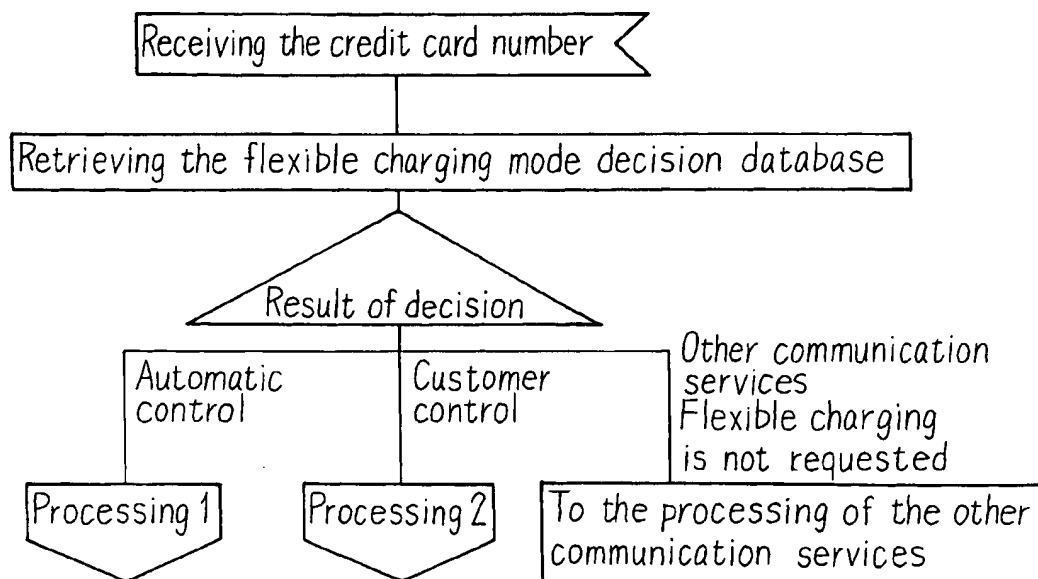 Receiving the credit card number
Retrieving the flexible charging mode decision database
Result of decision
Automatic
control
Customer
control
Other communication
services
Flexible charging
is not requested
Processing 1
Processing 2
To the processing of the other
communication services